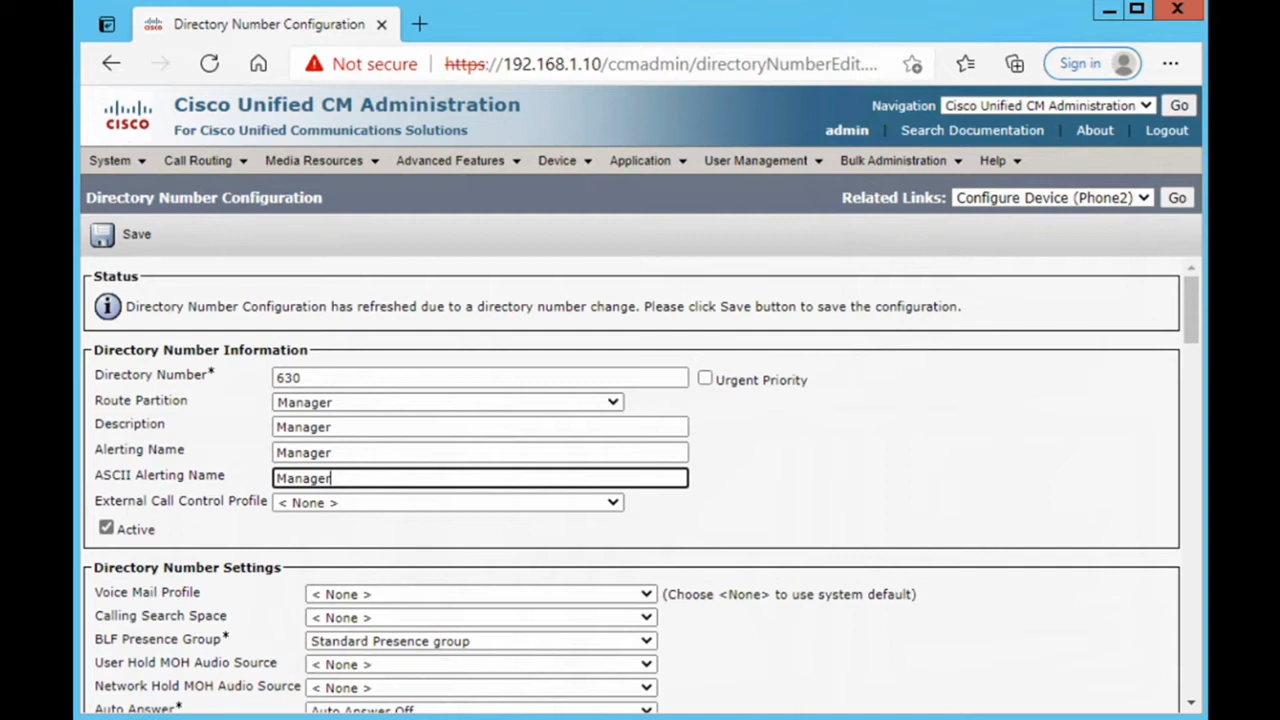 Directory Number Configuration
Not secure https://192.168.1.10/ccmadmin/directoryNumberEdit.... Sign in
Cisco Unified CM Administration
For Cisco Unified Communications Solutions
CISCO
Navigation Cisco Unified CM Administration Go
admin | Search Documentation | About | Logout
System Call Routing Media Resources Advanced Features Device Application User Management Bulk Administration Help
Directory Number Configuration Related Links: Configure Device (Phone2) Go
Save
Status
Directory Number Configuration has refreshed due to a directory number change. Please click Save button to save the configuration.
Directory Number Information
Directory Number* 630 Urgent Priority
Route Partition Manager
Description Manager
Alerting Name Manager
ASCII Alerting Name Manager
External Call Control Profile < None >
Active
Directory Number Settings
Voice Mail Profile < None > (Choose <None> to use system default)
Calling Search Space < None >
BLF Presence Group* Standard Presence group
User Hold MOH Audio Source < None >
Network Hold MOH Audio Source < None >
Auto Answer* Auto Answer Off